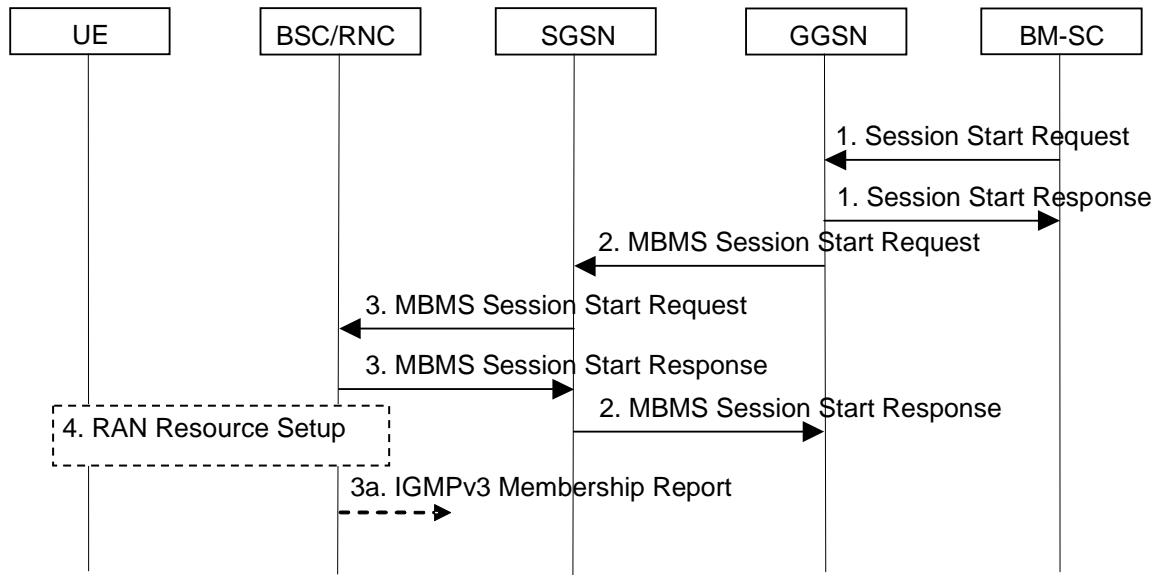 UE BSC/RNC SGSN GGSN BM-SC
1. Session Start Request
1. Session Start Response
2. MBMS Session Start Request
3. MBMS Session Start Request
3. MBMS Session Start Response
2. MBMS Session Start Response
4. RAN Resource Setup
3a. IGMPv3 Membership Report